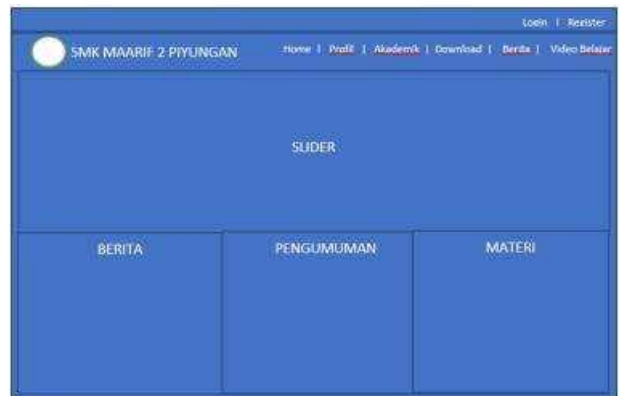 Login | Register
SMK MAARIF 2 PIYUNGAN
Home | Profil | Akademik | Download | Berita | Video Belajar
SLIDER
BERITA PENGUMUMAN MATERI